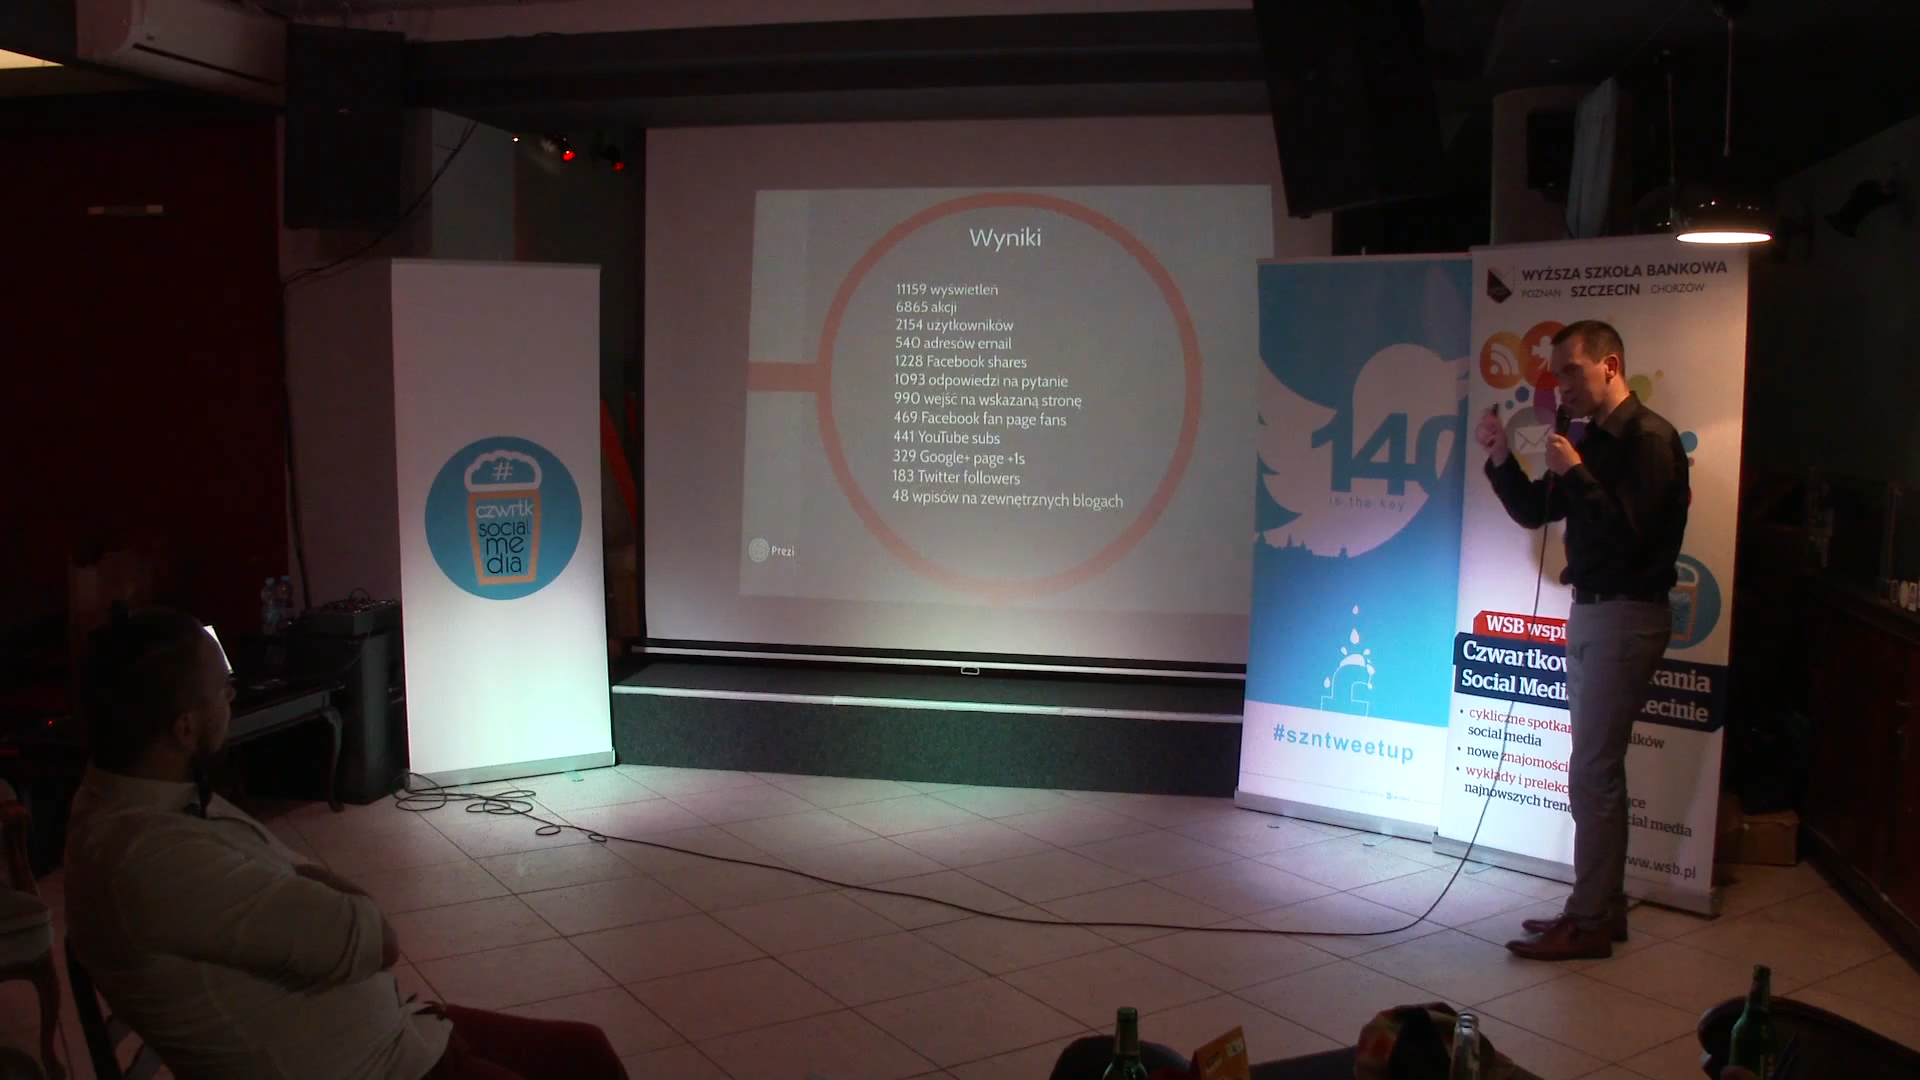 Wyniki
11159 wyświetleń
6865 akcji
2154 użytkowników
540 adresów email
1228 Facebook shares
1093 odpowiedzi na pytanie
990 wejść na wskazaną stronę
469 Facebook fan page fans
441 YouTube subs
329 Google+ page +1s
183 Twitter followers
48 wpisów na zewnętrznych blogach
Prezi
#
czwrtk
social
me
dia
140
is the key
#szntweetup
WYŻSZA SZKOŁA BANKOWA
POZNAŃ SZCZECIN CHORZÓW
WSB wspi
Czwartkow kania
Social Medi ecinie
• cykliczne spotka ików
social media
• nowe znajomości
• wykłady i prelekc ące
najnowszych tren cial media
www.wsb.pl